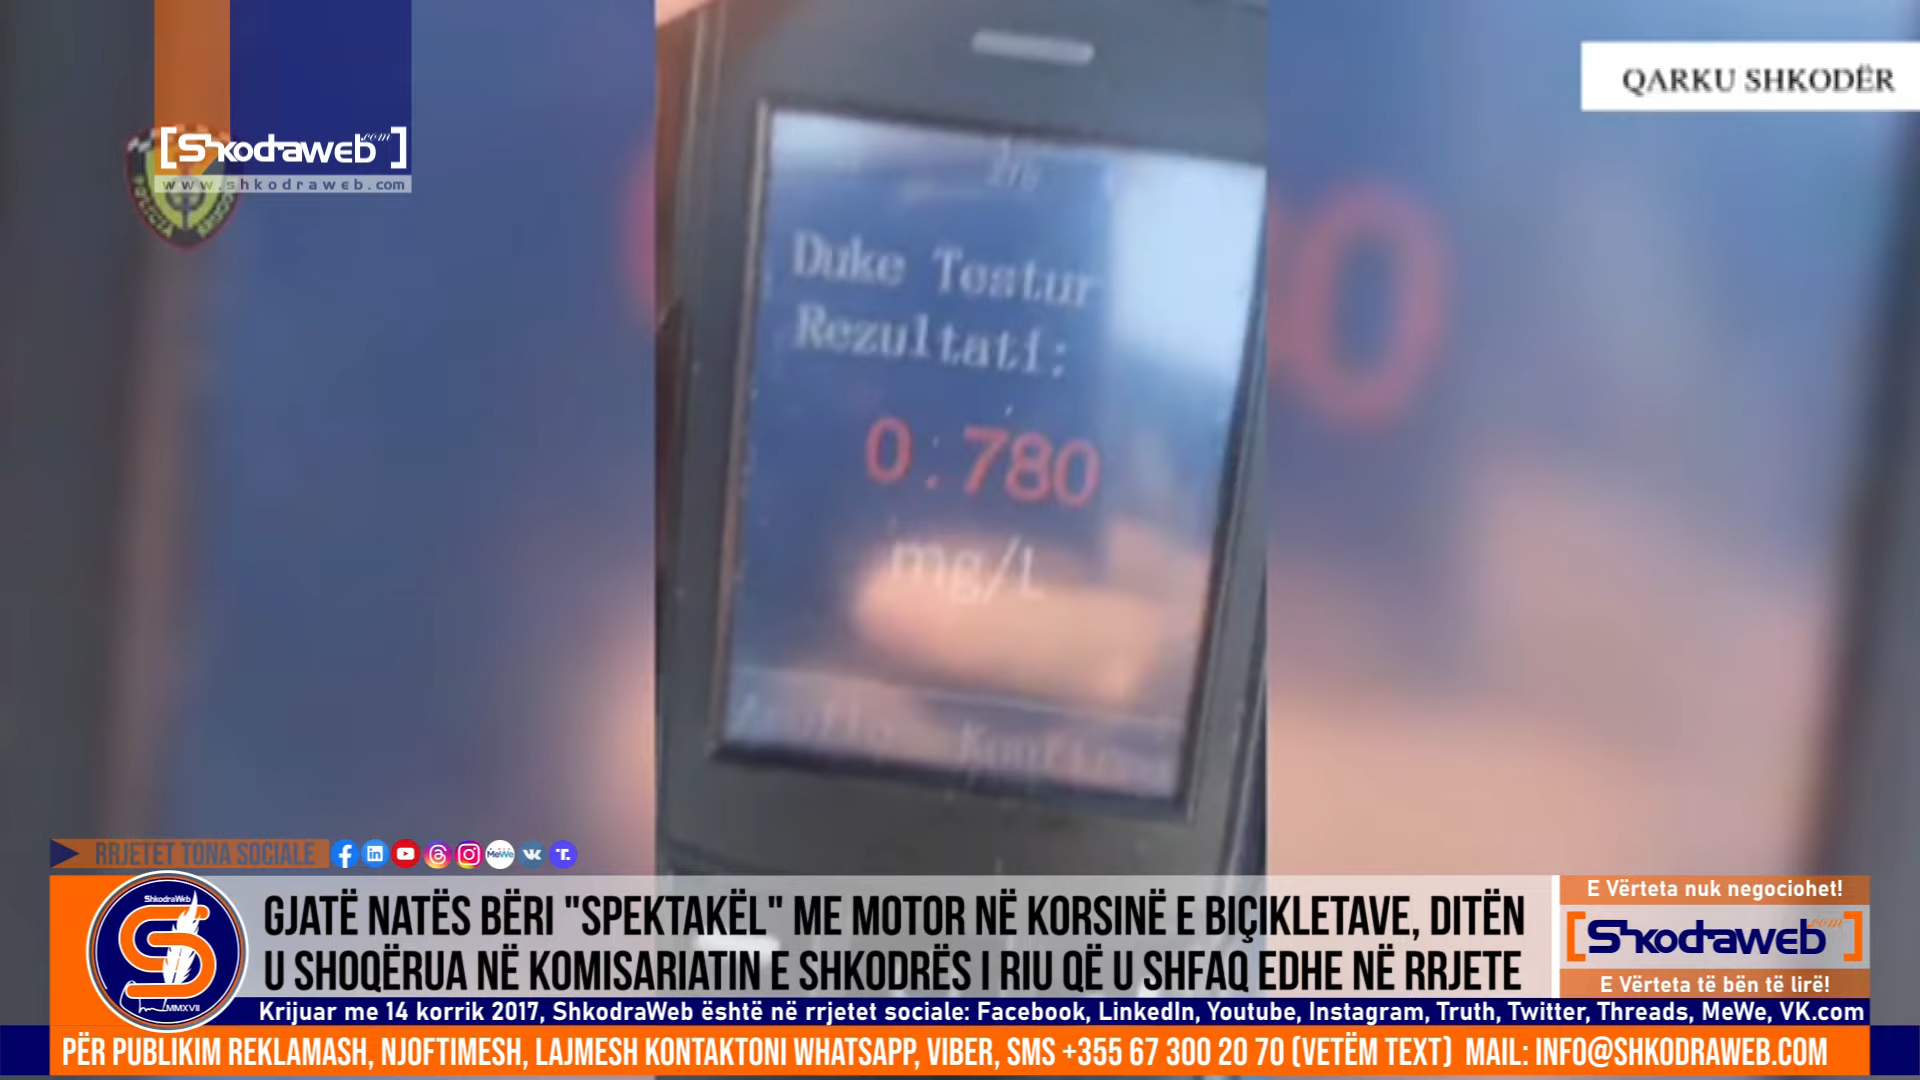 QARKU SHKODËR
[Shkodraweb.com]
www.shkodraweb.com
POLICIA
Duke Testur
Rezultati:
0.780
mg/L
RRJETET TONA SOCIALE
MeWe
ShkodraWeb
MMXVII
GJATË NATËS BËRI "SPEKTAKËL" ME MOTOR NË KORSINË E BIÇIKLETAVE, DITËN
U SHOQËRUA NË KOMISARIATIN E SHKODRËS I RIU QË U SHFAQ EDHE NË RRJETE
E Vërteta nuk negociohet!
[Shkodraweb.com]
E Vërteta të bën të lirë!
Krijuar me 14 korrik 2017, ShkodraWeb është në rrjetet sociale: Facebook, LinkedIn, Youtube, Instagram, Truth, Twitter, Threads, MeWe, VK.com
PËR PUBLIKIM REKLAMASH, NJOFTIMESH, LAJMESH KONTAKTONI WHATSAPP, VIBER, SMS +355 67 300 20 70 (VETËM TEXT) MAIL: INFO@SHKODRAWEB.COM